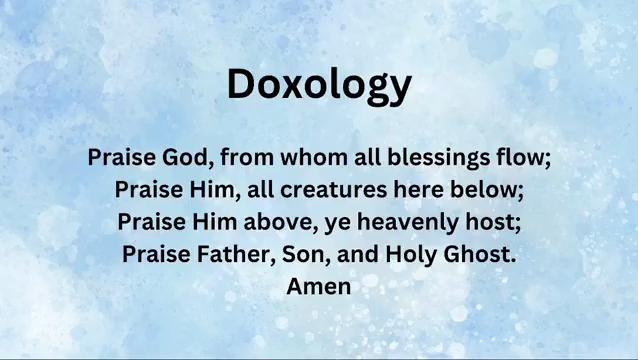 Doxology
Praise God, from whom all blessings flow;
Praise Him, all creatures here below;
Praise Him above, ye heavenly host;
Praise Father, Son, and Holy Ghost.
Amen